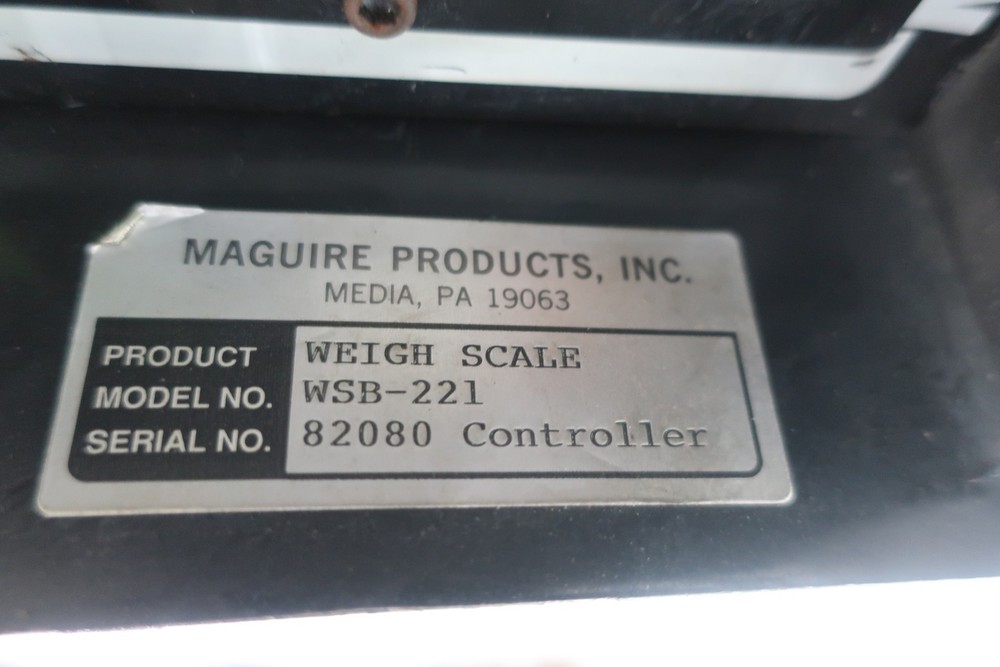 MAGUIRE PRODUCTS, INC.
MEDIA, PA 19063
PRODUCT WEIGH SCALE
MODEL NO. WSB-221
SERIAL NO. 82080 Controller